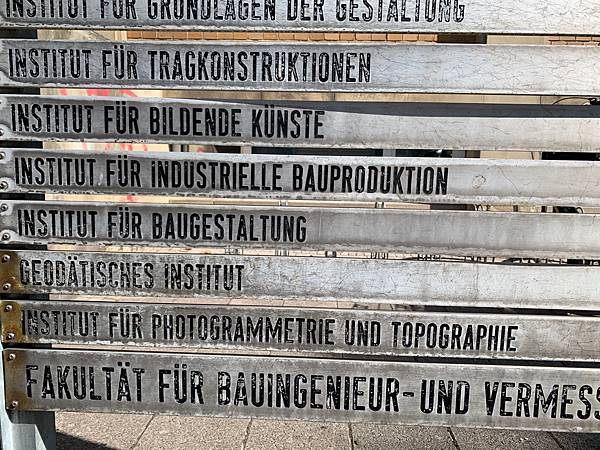 INSTITUT FÜR GRUNDLAGEN DER GESTALTUNG
INSTITUT FÜR TRAGKONSTRUKTIONEN
INSTITUT FÜR BILDENDE KÜNSTE
INSTITUT FÜR INDUSTRIELLE BAUPRODUKTION
INSTITUT FÜR BAUGESTALTUNG
GEODÄTISCHES INSTITUT
INSTITUT FÜR PHOTOGRAMMETRIE UND TOPOGRAPHIE
FAKULTÄT FÜR BAUINGENIEUR-UND VERMESS